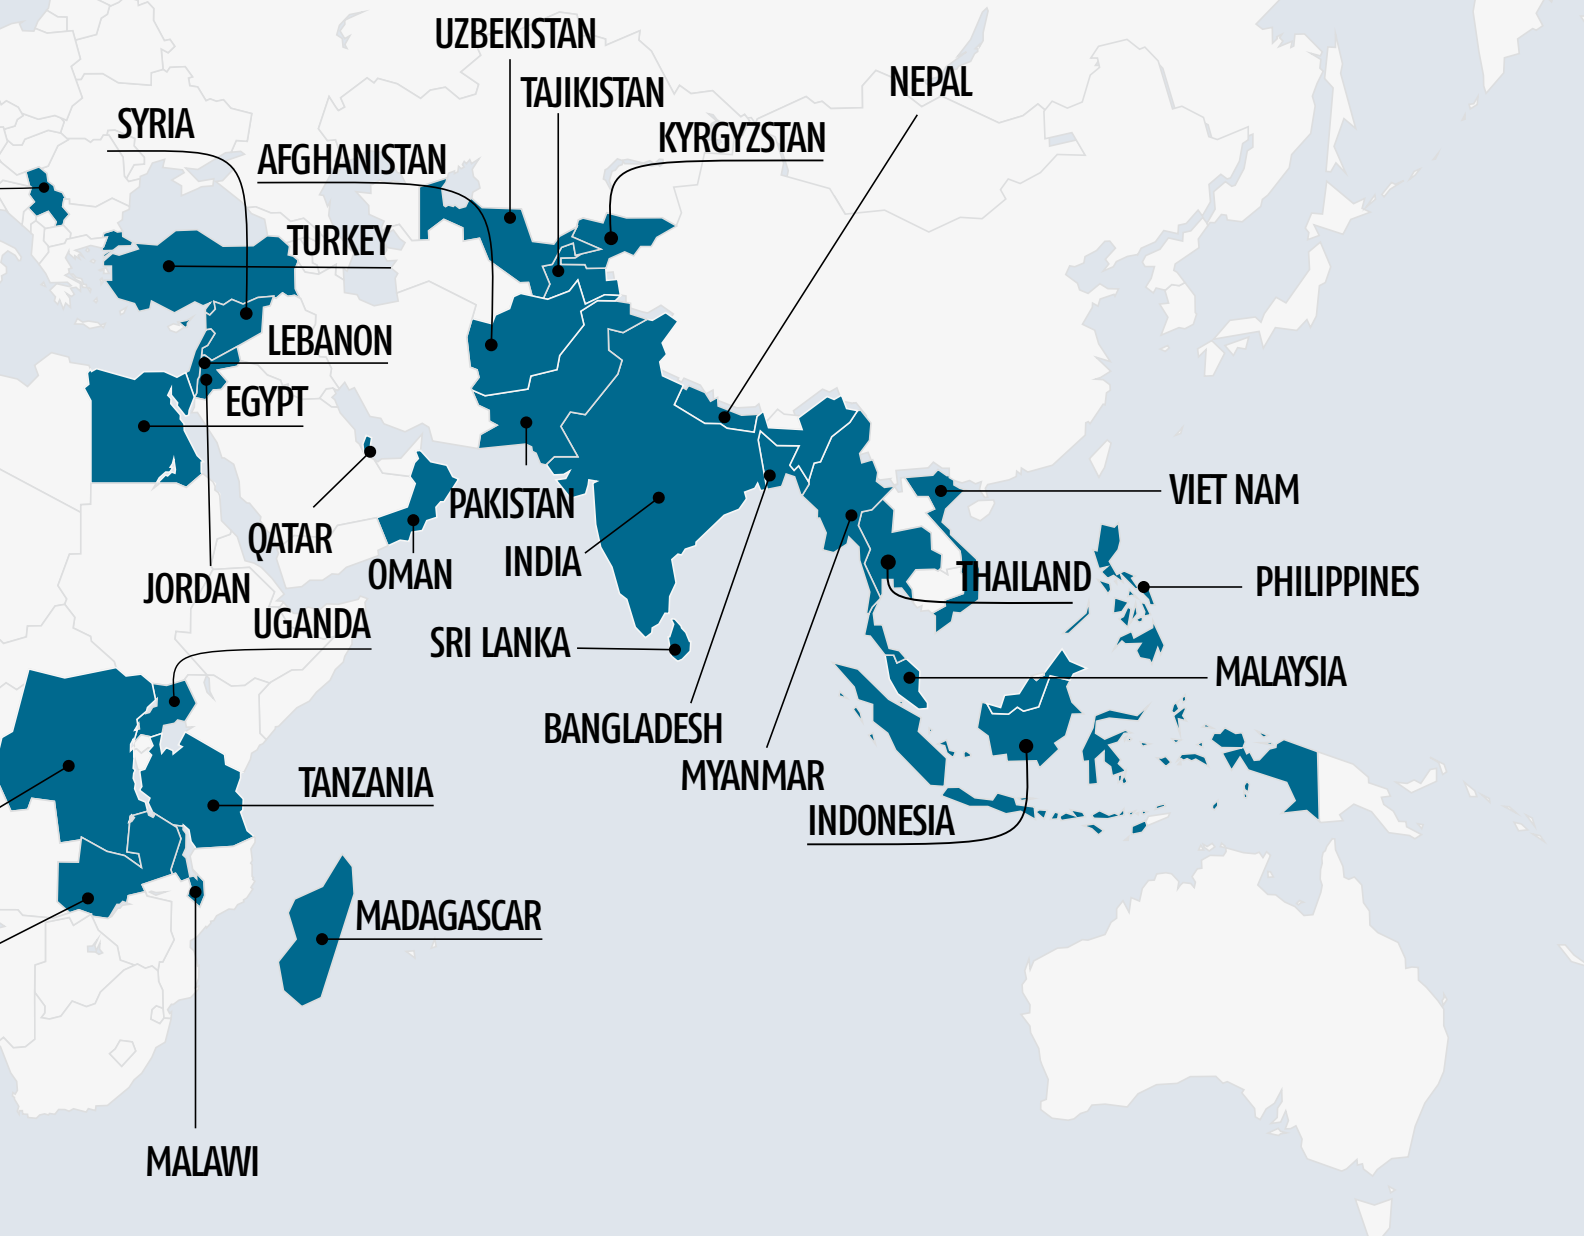 UZBEKISTAN
NEPAL
TAJIKISTAN
SYRIA
KYRGYZSTAN
AFGHANISTAN
TURKEY
LEBANON
EGYPT
VIET NAM
PAKISTAN
QATAR
INDIA
OMAN
THAILAND
PHILIPPINES
JORDAN
UGANDA
SRI LANKA
MALAYSIA
BANGLADESH
MYANMAR
TANZANIA
INDONESIA
MADAGASCAR
MALAWI